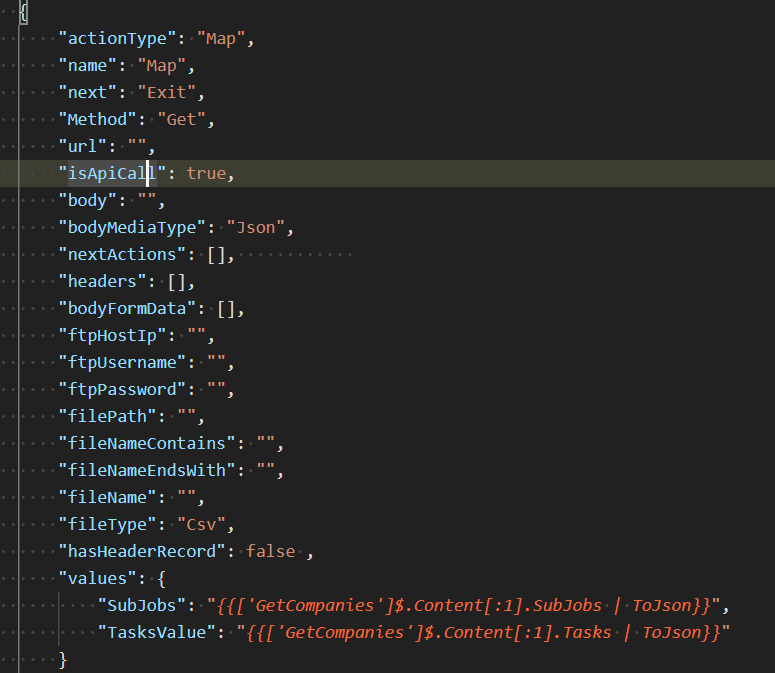 {
"actionType": "Map",
"name": "Map",
"next": "Exit",
"Method": "Get",
"url": "",
"isApiCall": true,
"body": "",
"bodyMediaType": "Json",
"nextActions": [],
"headers": [],
"bodyFormData": [],
"ftpHostIp": "",
"ftpUsername": "",
"ftpPassword": "",
"filePath": "",
"fileNameContains": "",
"fileNameEndsWith": "",
"fileName": "",
"fileType": "Csv",
"hasHeaderRecord": false ,
"values": {
"SubJobs": "{{['GetCompanies']$.Content[:1].SubJobs | ToJson}}",
"TasksValue": "{{['GetCompanies']$.Content[:1].Tasks | ToJson}}"
}